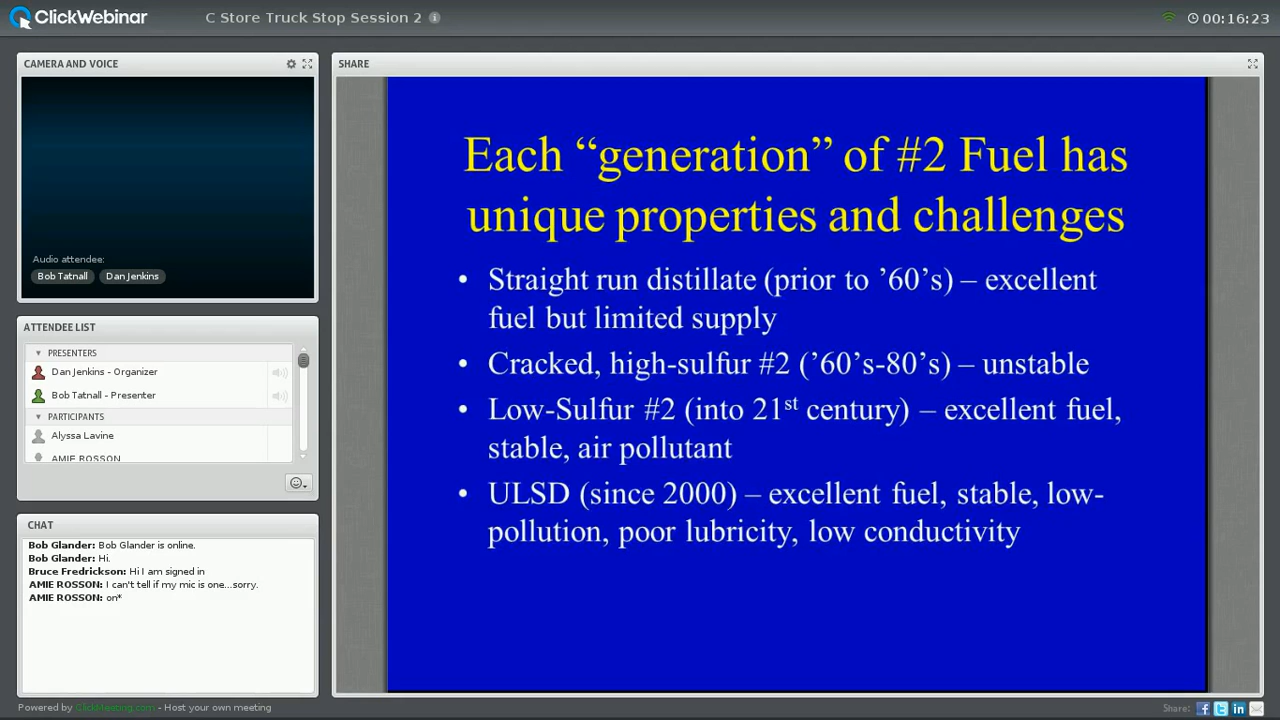 ClickWebinar
C Store Truck Stop Session 2
00:16:23
CAMERA AND VOICE
Audio attendee:
Bob Tatnall
Dan Jenkins
ATTENDEE LIST
PRESENTERS
Dan Jenkins - Organizer
Bob Tatnall - Presenter
PARTICIPANTS
Alyssa Lavine
AMIE ROSSON
CHAT
Bob Glander: Bob Glander is online.
Bob Glander: Hi.
Bruce Fredrickson: Hi I am signed in
AMIE ROSSON: I can't tell if my mic is one...sorry.
AMIE ROSSON: on*
SHARE
Each “generation” of #2 Fuel has
unique properties and challenges
• Straight run distillate (prior to ’60’s) – excellent
fuel but limited supply
• Cracked, high-sulfur #2 (’60’s-80’s) – unstable
• Low-Sulfur #2 (into 21st century) – excellent fuel,
stable, air pollutant
• ULSD (since 2000) – excellent fuel, stable, low-
pollution, poor lubricity, low conductivity
Powered by ClickMeeting.com - Host your own meeting
Share: